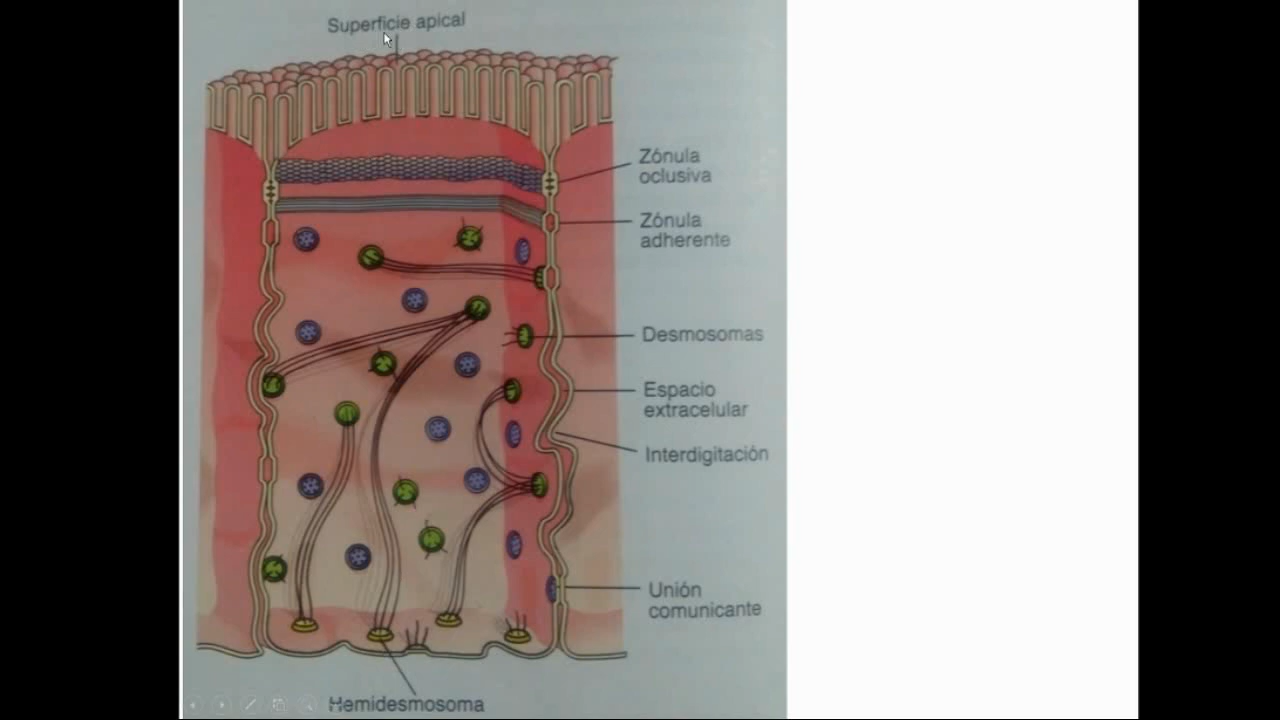 Superficie apical
Zónula
oclusiva
Zónula
adherente
Desmosomas
Espacio
extracelular
Interdigitación
Unión
comunicante
Hemidesmosoma